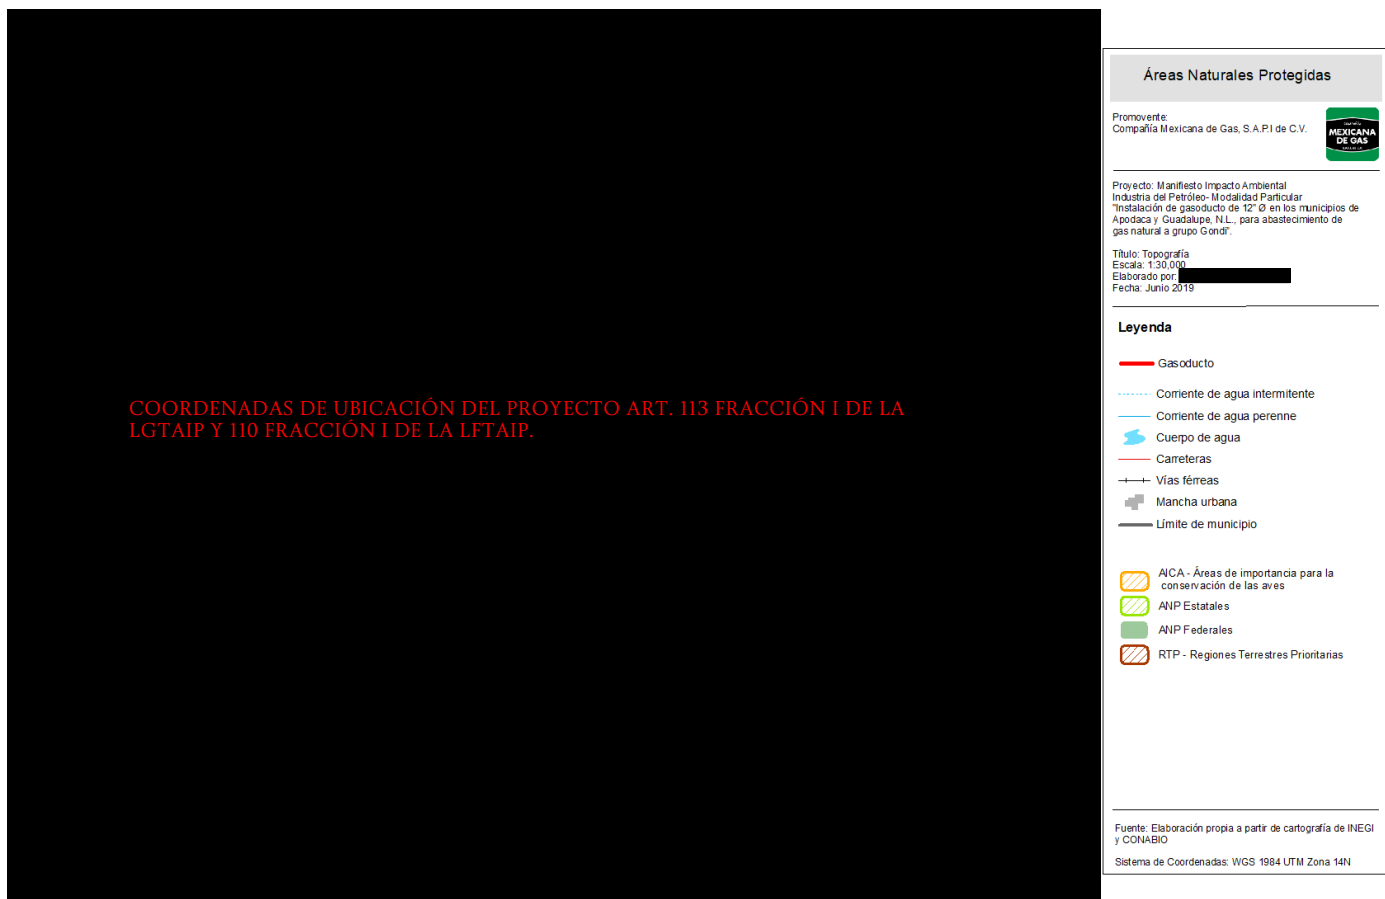 COORDENADAS DE UBICACIÓN DEL PROYECTO ART. 113 FRACCIÓN I DE LA
LGTAIP Y 110 FRACCIÓN I DE LA LFTAIP.
Áreas Naturales Protegidas
Promovente:
Compañía Mexicana de Gas, S.A.P.I de C.V.
MEXICANA
DE GAS
Proyecto: Manifiesto Impacto Ambiental
Industria del Petróleo- Modalidad Particular
"Instalación de gasoducto de 12" Ø en los municipios de
Apodaca y Guadalupe, N.L., para abastecimiento de
gas natural a grupo Gondi".
Título: Topografía
Escala: 1:30,000
Elaborado por:
Fecha: Junio 2019
Leyenda
Gasoducto
Corriente de agua intermitente
Corriente de agua perenne
Cuerpo de agua
Carreteras
Vías férreas
Mancha urbana
Límite de municipio
AICA - Áreas de importancia para la
conservación de las aves
ANP Estatales
ANP Federales
RTP - Regiones Terrestres Prioritarias
Fuente: Elaboración propia a partir de cartografía de INEGI
y CONABIO
Sistema de Coordenadas: WGS 1984 UTM Zona 14N